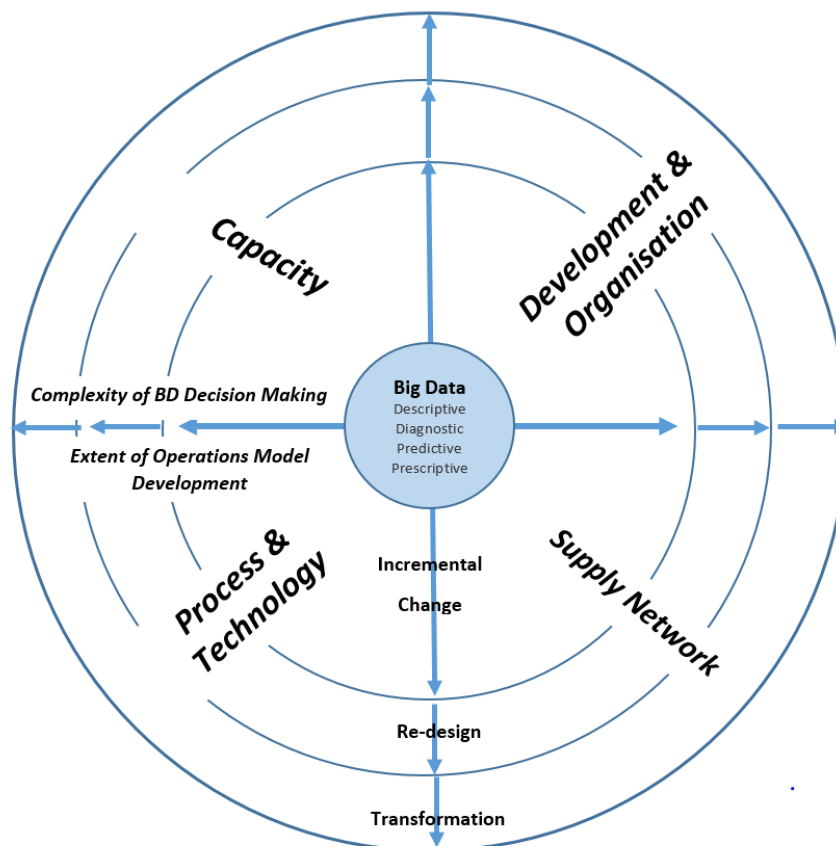 Capacity
Development &
Organisation
Complexity of BD Decision Making
Extent of Operations Model
Development
Big Data
Descriptive
Diagnostic
Predictive
Prescriptive
Process &
Technology
Incremental
Change
Supply Network
Re-design
Transformation